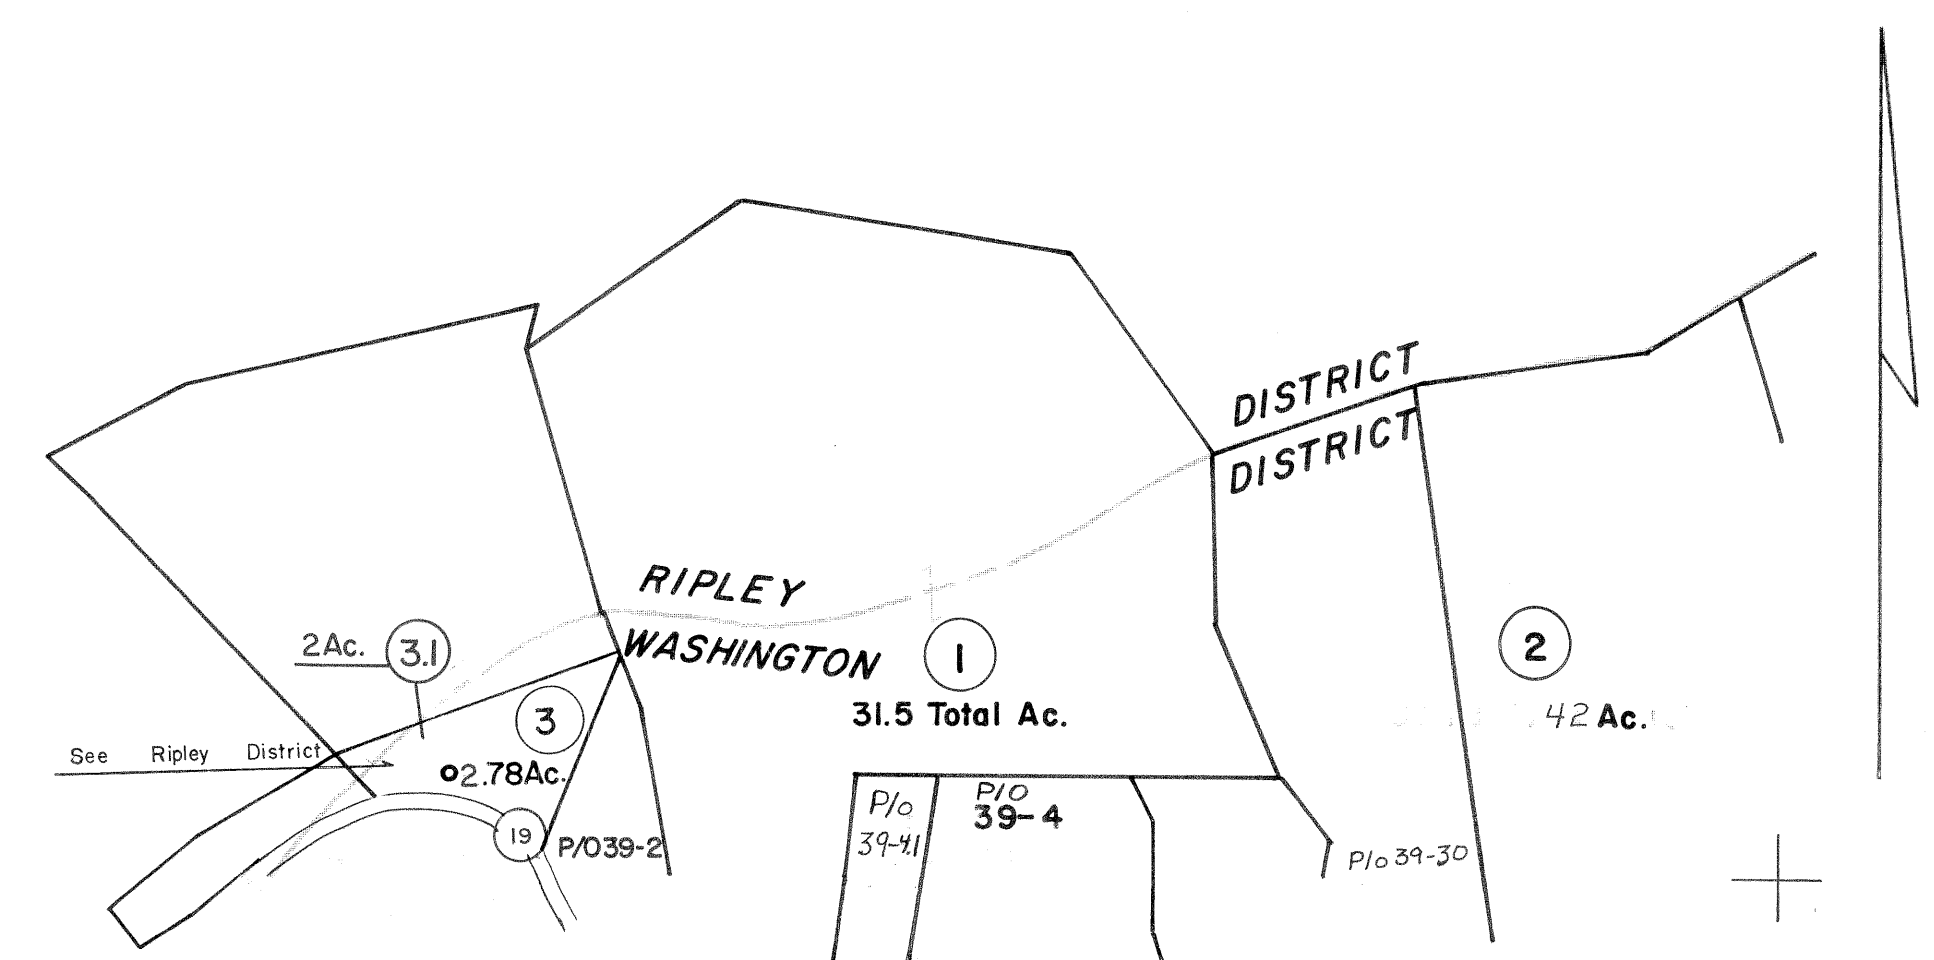 DISTRICT
DISTRICT
RIPLEY
WASHINGTON
1
31.5 Total Ac.
2
42 Ac.
2Ac.
3.1
3
2.78Ac.
See Ripley District
19
P/O39-2
P/o
39-4.1
P/O
39-4
P/o 39-30